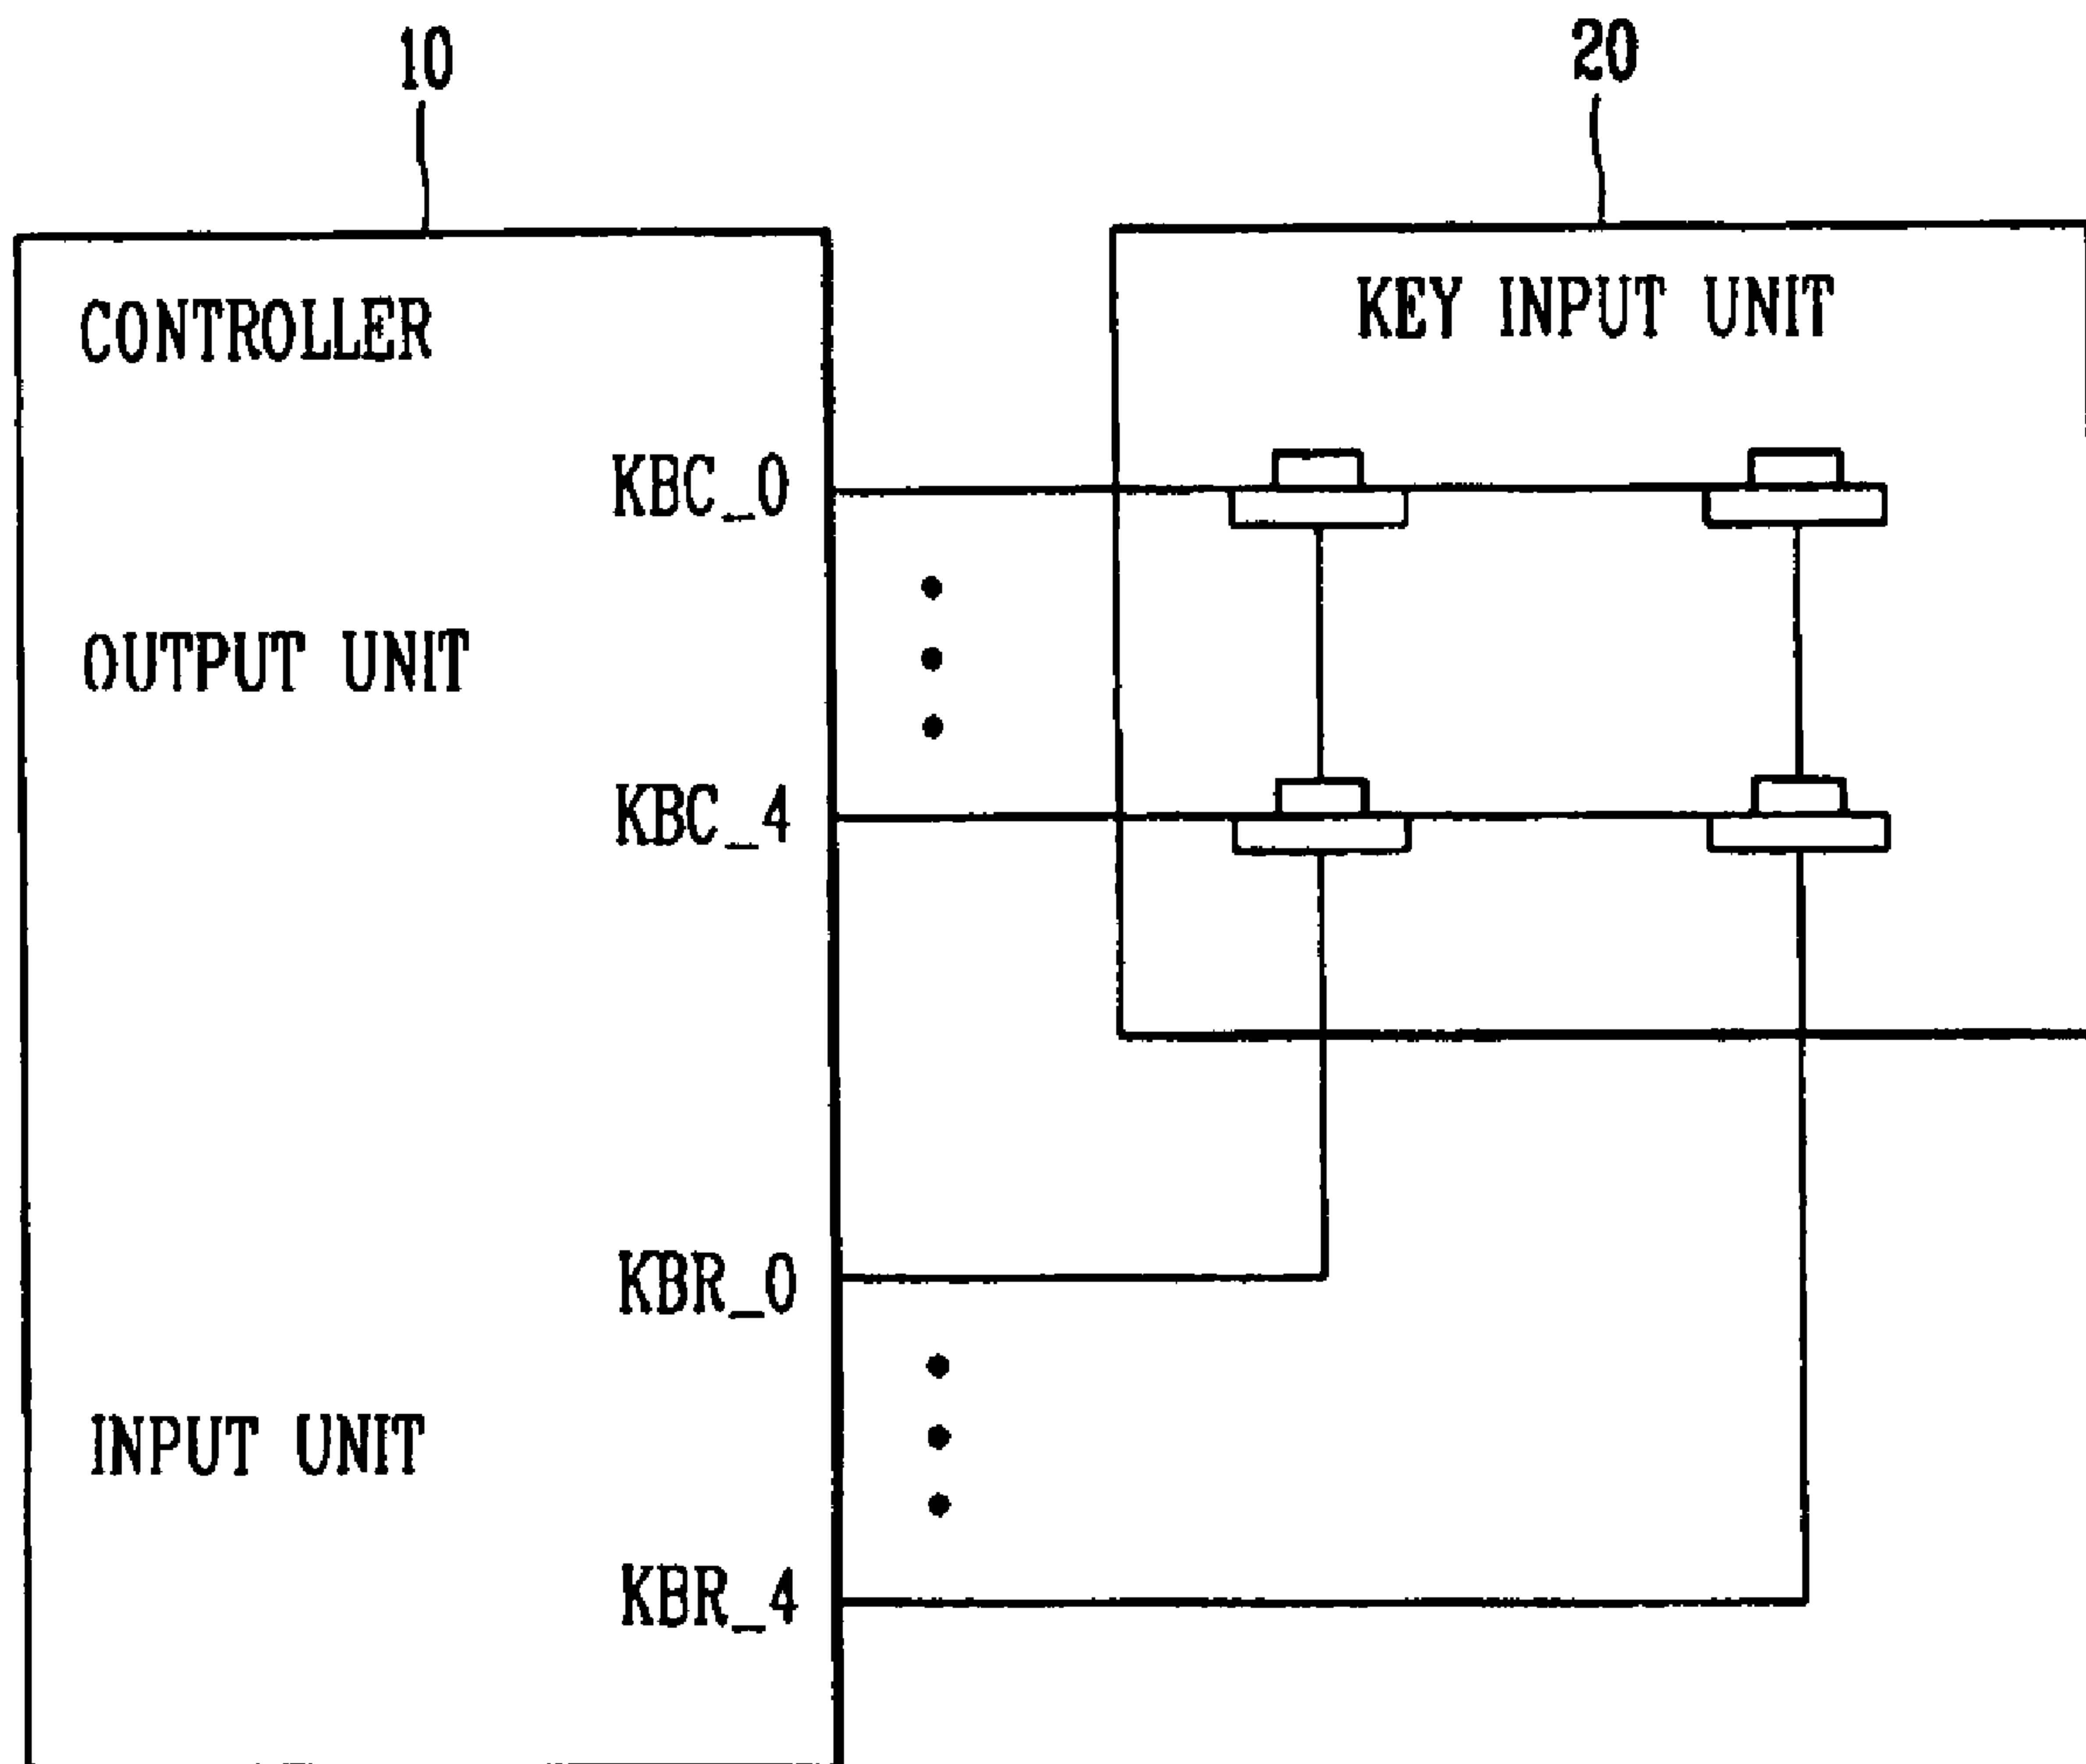 10
20
CONTROLLER
KEY INPUT UNIT
KBC_0
OUTPUT UNIT
KBC_4
KBR_0
INPUT UNIT
KBR_4